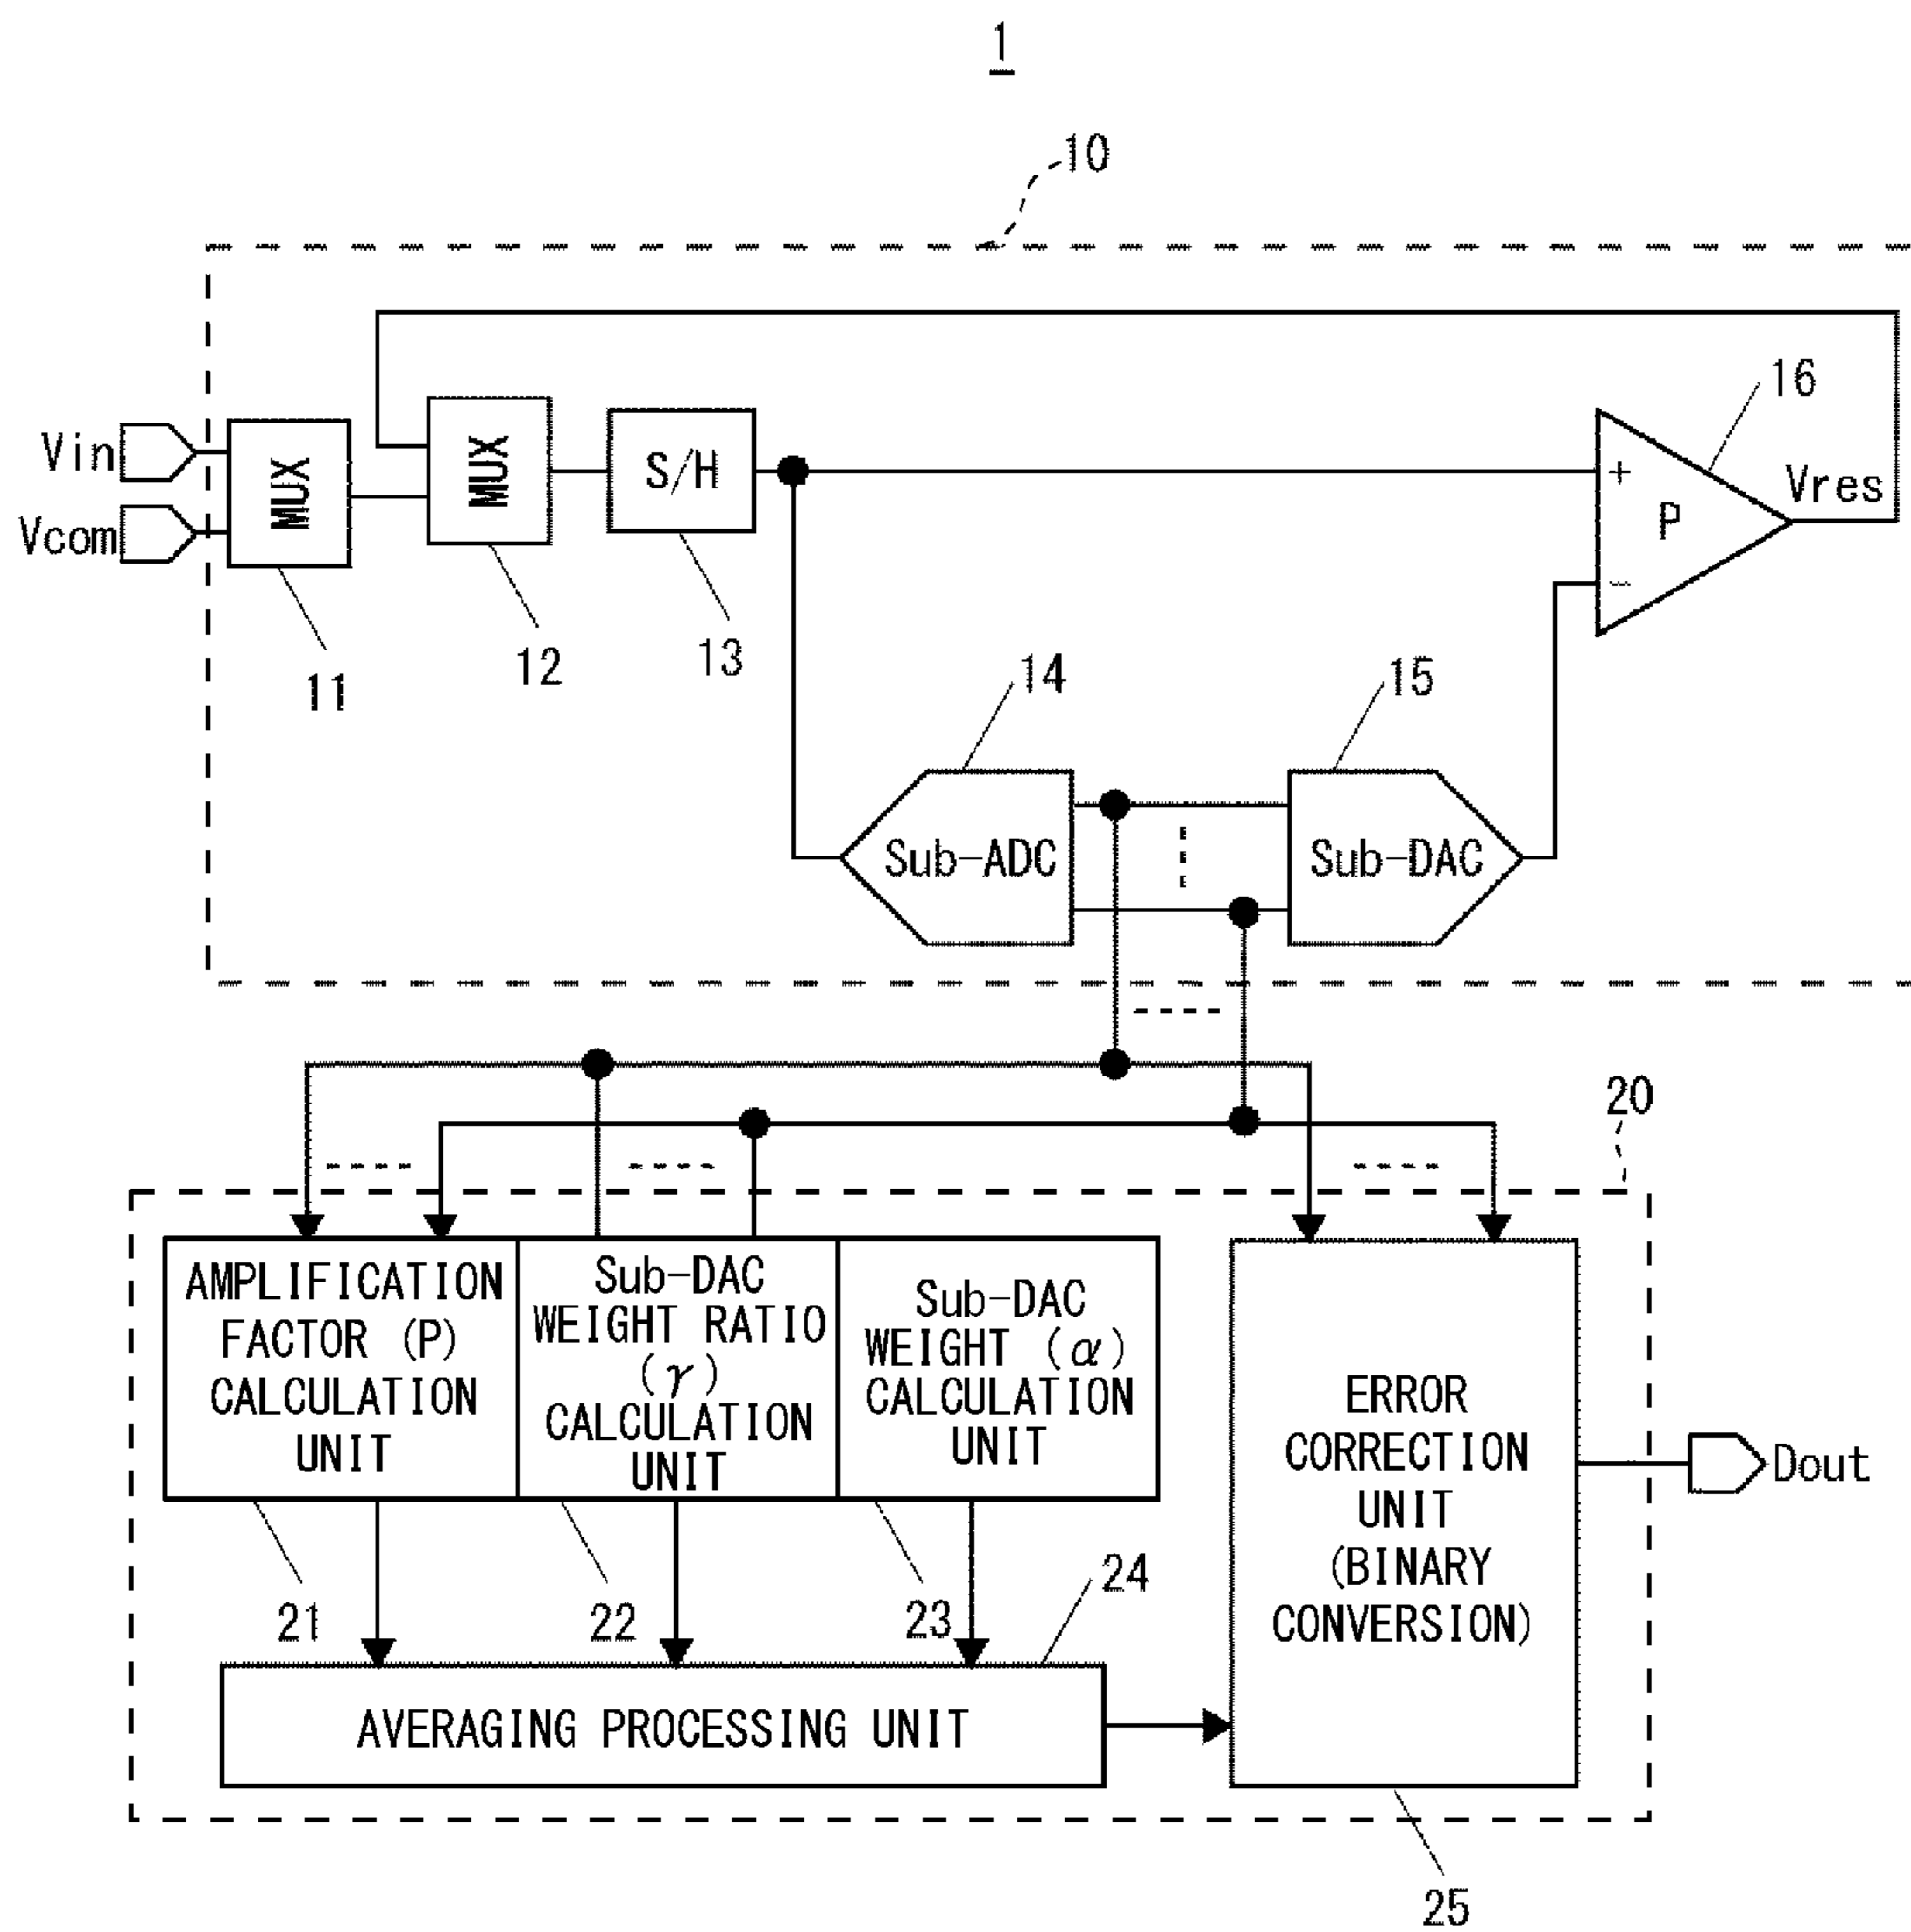 1
10
Vin
Vcom
MUX
11
MUX
12
S/H
13
+
−
P
16
Vres
14
Sub-ADC
15
Sub-DAC
20
AMPLIFICATION
FACTOR (P)
CALCULATION
UNIT
21
Sub-DAC
WEIGHT RATIO
(γ)
CALCULATION
UNIT
22
Sub-DAC
WEIGHT (α)
CALCULATION
UNIT
23
24
AVERAGING PROCESSING UNIT
ERROR
CORRECTION
UNIT
(BINARY
CONVERSION)
25
Dout